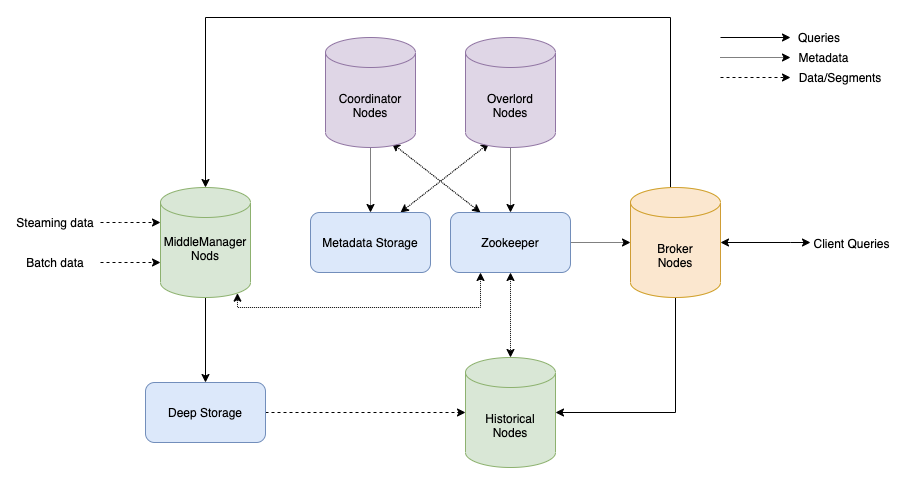 Queries
Metadata
Data/Segments
Coordinator
Nodes
Overlord
Nodes
Steaming data
Batch data
MiddleManager
Nods
Metadata Storage
Zookeeper
Broker
Nodes
Client Queries
Deep Storage
Historical
Nodes